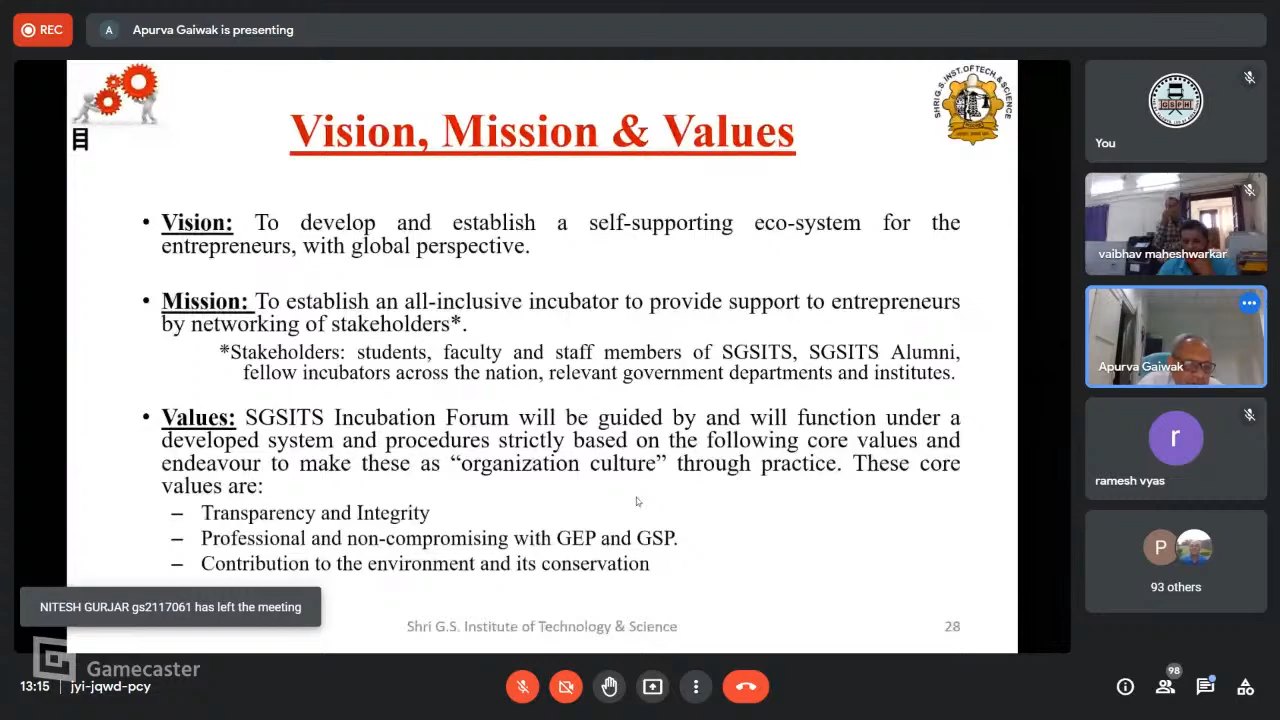 REC
A
Apurva Gaiwak is presenting
SHRI G.S. INST. OF TECH. & SCIENCE
Vision, Mission & Values
• Vision: To develop and establish a self-supporting eco-system for the
entrepreneurs, with global perspective.
• Mission: To establish an all-inclusive incubator to provide support to entrepreneurs
by networking of stakeholders*.
*Stakeholders: students, faculty and staff members of SGSITS, SGSITS Alumni,
fellow incubators across the nation, relevant government departments and institutes.
• Values: SGSITS Incubation Forum will be guided by and will function under a
developed system and procedures strictly based on the following core values and
endeavour to make these as “organization culture” through practice. These core
values are:
– Transparency and Integrity
– Professional and non-compromising with GEP and GSP.
– Contribution to the environment and its conservation
Shri G.S. Institute of Technology & Science
28
GSPH
You
vaibhav maheshwarkar
Apurva Gaiwak
r
ramesh vyas
P
93 others
NITESH GURJAR gs2117061 has left the meeting
Gamecaster
13:15 | jyi-jqwd-pcy
98